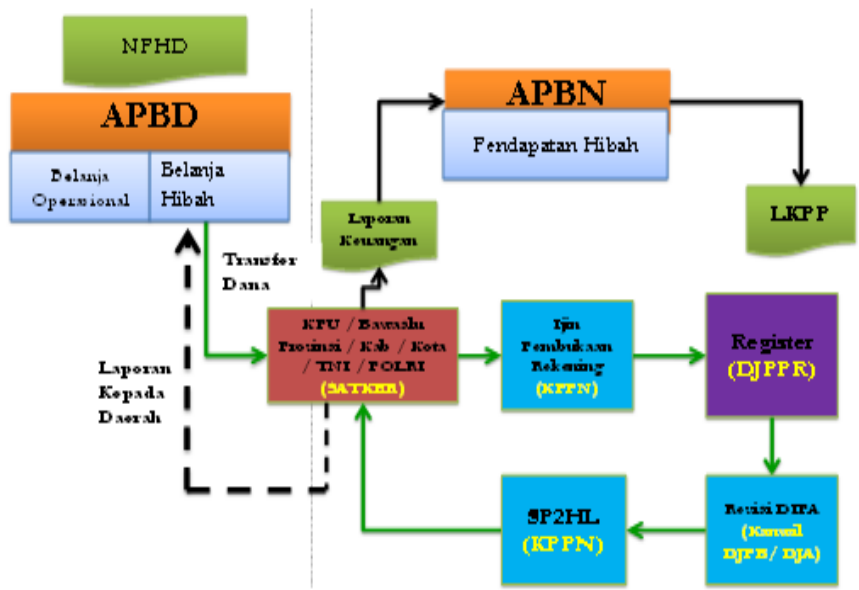 NPHD
APBD
Belanja
Operasional
Belanja
Hibah
APBN
Pendapatan Hibah
Laporan
Keuangan
LKPP
Transfer
Dana
KPU / Bawaslu
Provinsi / Kab / Kota
/ TNI / POLRI
(SATKER)
Ijin
Pembukaan
Rekening
(KPPN)
Register
(DJPPR)
Laporan
Kepada
Daerah
SP2HL
(KPPN)
Revisi DIPA
(Kanwil
DJPB / DJA)